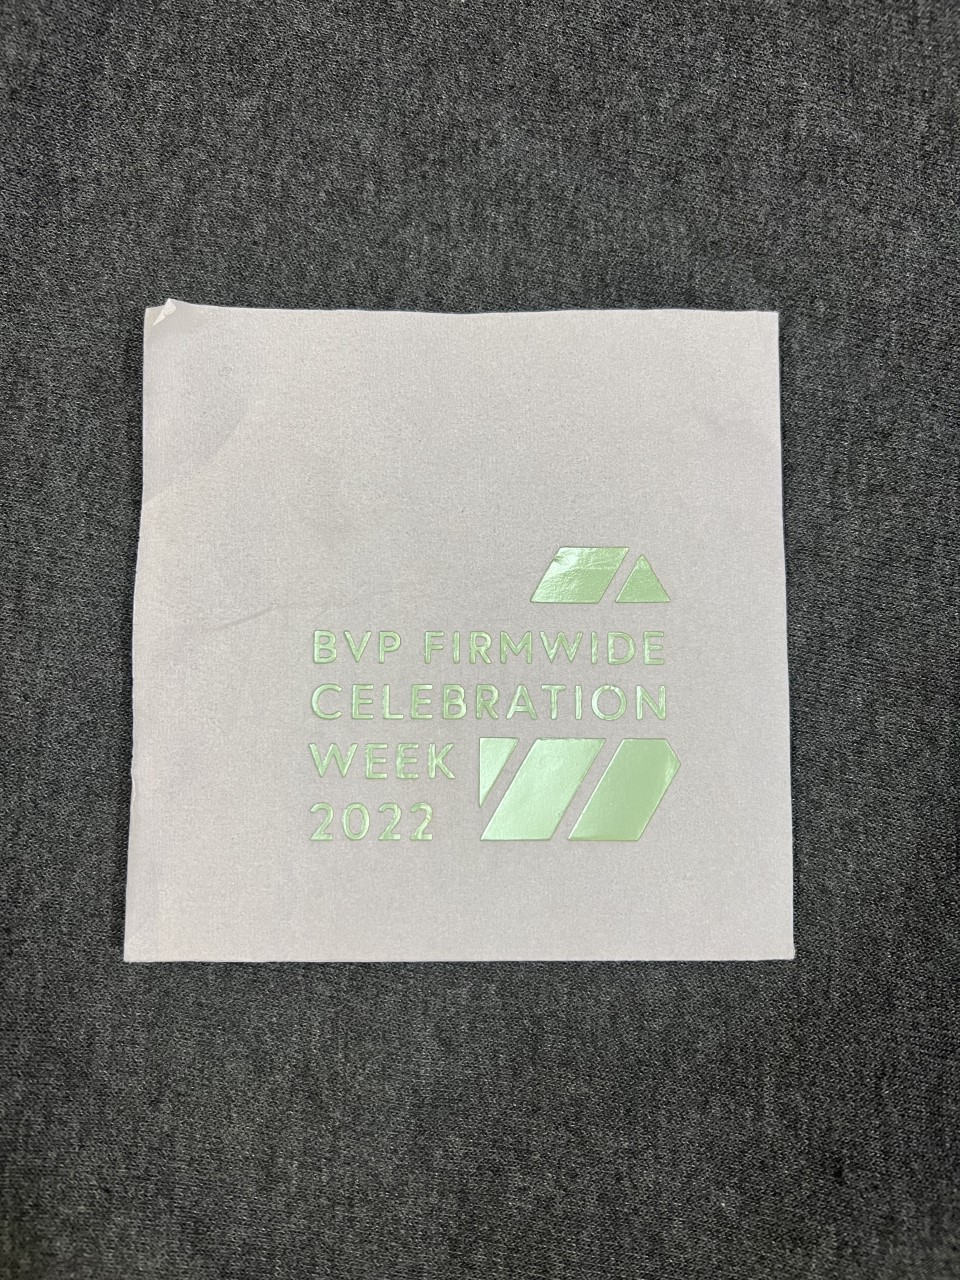 BVP FIRMWIDE
CELEBRATION
WEEK
2022